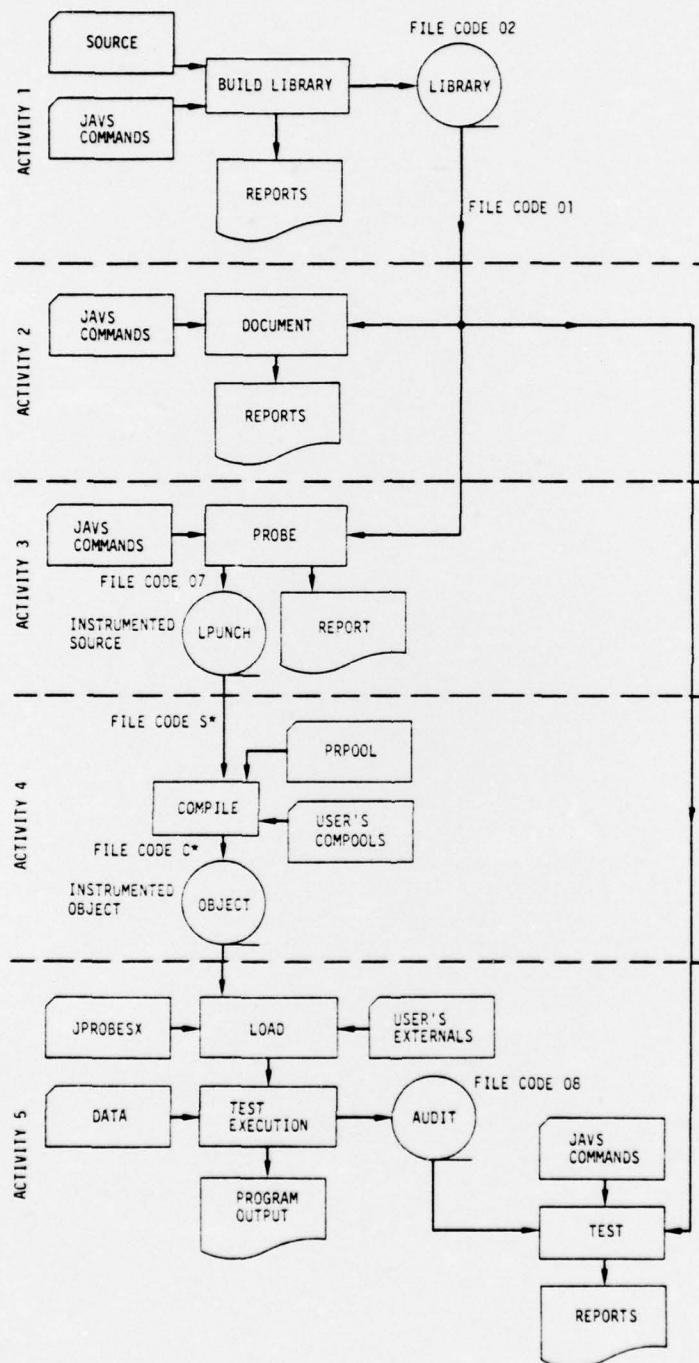 FILE CODE 02
SOURCE
BUILD LIBRARY
LIBRARY
JAVS
COMMANDS
REPORTS
FILE CODE 01
ACTIVITY 1
JAVS
COMMANDS
DOCUMENT
REPORTS
ACTIVITY 2
JAVS
COMMANDS
PROBE
FILE CODE 07
INSTRUMENTED
SOURCE
LPUNCH
REPORT
ACTIVITY 3
FILE CODE S*
PRPOOL
COMPILE
USER'S
COMPOOLS
FILE CODE C*
INSTRUMENTED
OBJECT
OBJECT
ACTIVITY 4
JPROBESX
LOAD
USER'S
EXTERNALS
FILE CODE 08
DATA
TEST
EXECUTION
AUDIT
JAVS
COMMANDS
PROGRAM
OUTPUT
TEST
REPORTS
ACTIVITY 5